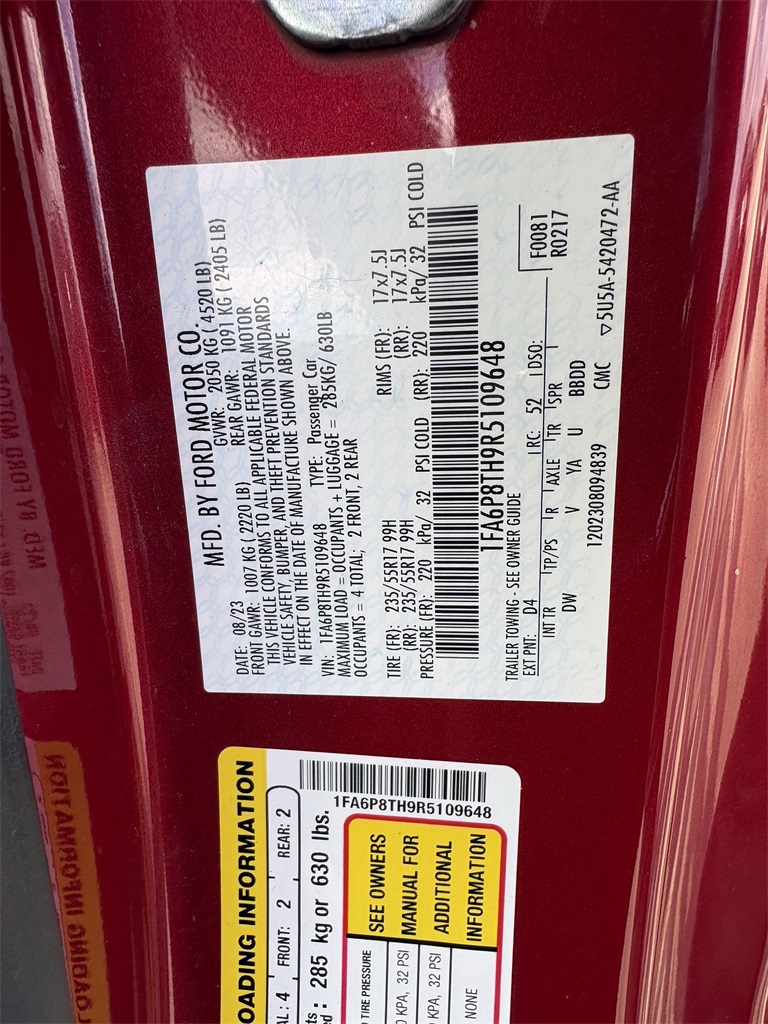 MFD. BY FORD MOTOR CO.
DATE: 08/23 GVWR: 2050 KG ( 4520 LB)
FRONT GAWR: 1007 KG ( 2220 LB) REAR GAWR: 1091 KG ( 2405 LB)
THIS VEHICLE CONFORMS TO ALL APPLICABLE FEDERAL MOTOR
VEHICLE SAFETY, BUMPER, AND THEFT PREVENTION STANDARDS
IN EFFECT ON THE DATE OF MANUFACTURE SHOWN ABOVE.
VIN: 1FA6P8TH9R5109648 TYPE: Passenger Car
MAXIMUM LOAD = OCCUPANTS + LUGGAGE = 285KG/ 630LB
OCCUPANTS = 4 TOTAL; 2 FRONT, 2 REAR
TIRE (FR): 235/55R17 99H RIMS (FR): 17x7.5J
(RR): 235/55R17 99H (RR): 17x7.5J
PRESSURE (FR): 220 kPa/ 32 PSI COLD (RR): 220 kPa/ 32 PSI COLD
1FA6P8TH9R5109648
TRAILER TOWING - SEE OWNER GUIDE
F0081
EXT PNT: D4 RC: 52 DSO: R0217
INT TR TP/PS R AXLE TR SPR
DW V YA U BBDD
1202308094839 CMC ▽5U5A-5420472-AA
OADING INFORMATION
AL: 4 FRONT: 2 REAR: 2
285 kg or 630 lbs.
1FA6P8TH9R5109648
TIRE PRESSURE
KPA, 32 PSI
KPA, 32 PSI
NONE
SEE OWNERS
MANUAL FOR
ADDITIONAL
INFORMATION